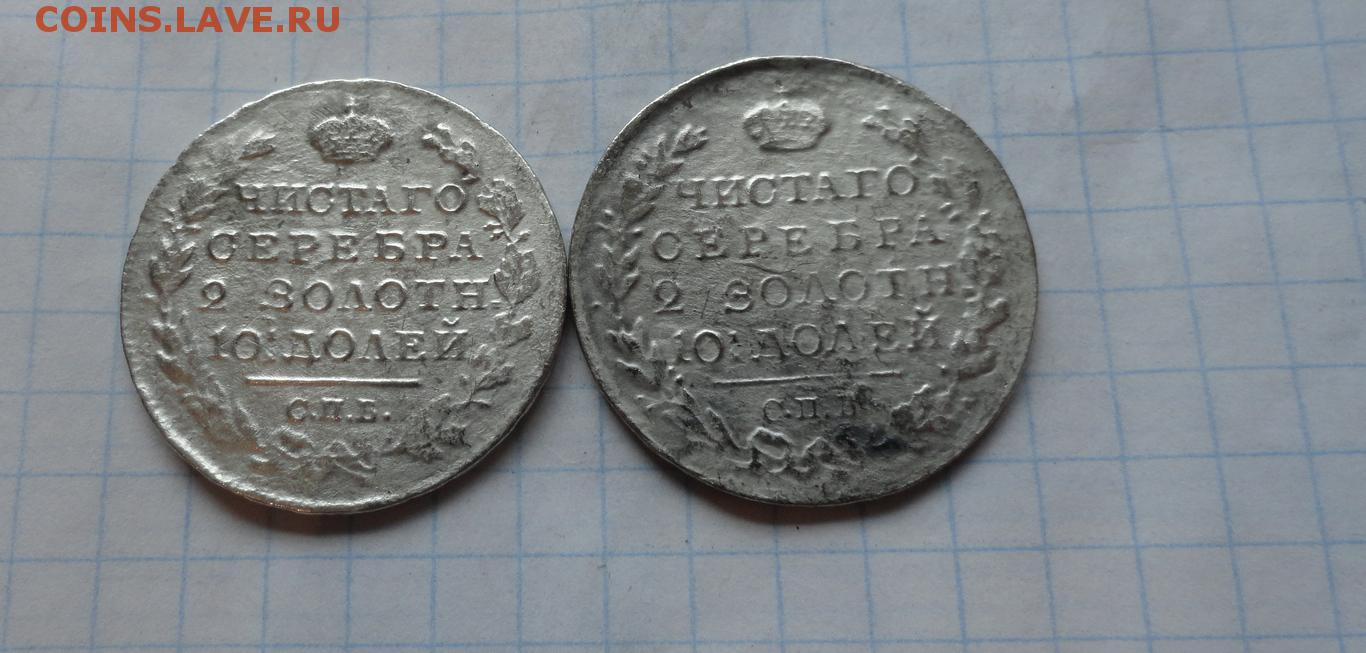 COINS.LAVE.RU
ЧИСТАГО
СЕРЕБРА
2 ЗОЛОТН
10: ДОЛЕЙ
С.П.Б.
ЧИСТАГО
СЕРЕБРА
2 ЗОЛОТН
10: ДОЛЕЙ
С.П.Б